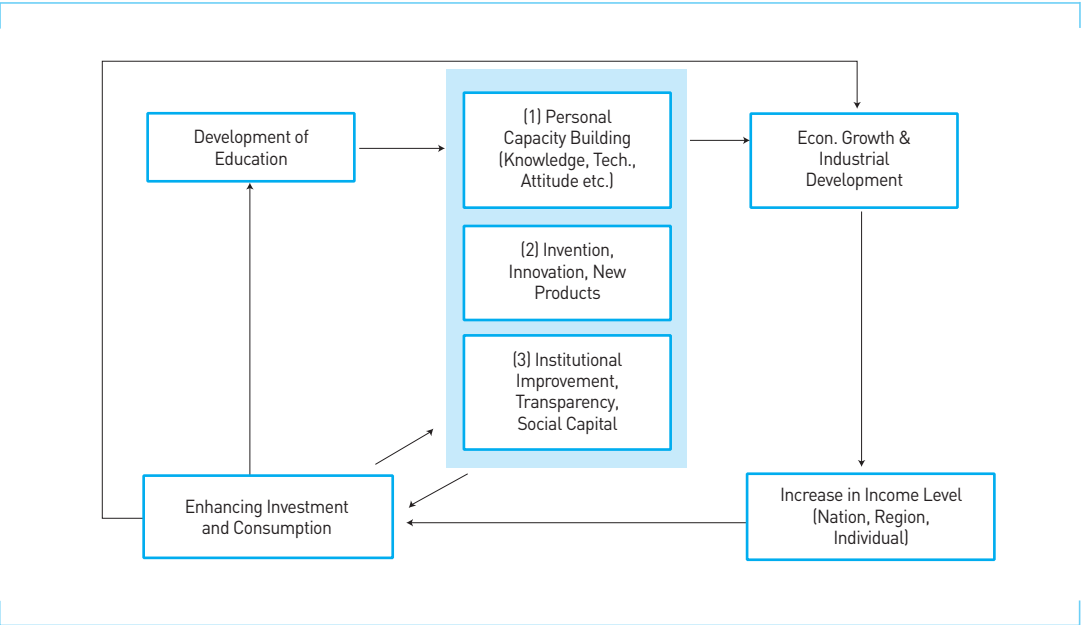 Development of
Education
(1) Personal
Capacity Building
(Knowledge, Tech.,
Attitude etc.)
Econ. Growth &
Industrial
Development
(2) Invention,
Innovation, New
Products
(3) Institutional
Improvement,
Transparency,
Social Capital
Enhancing Investment
and Consumption
Increase in Income Level
(Nation, Region,
Individual)